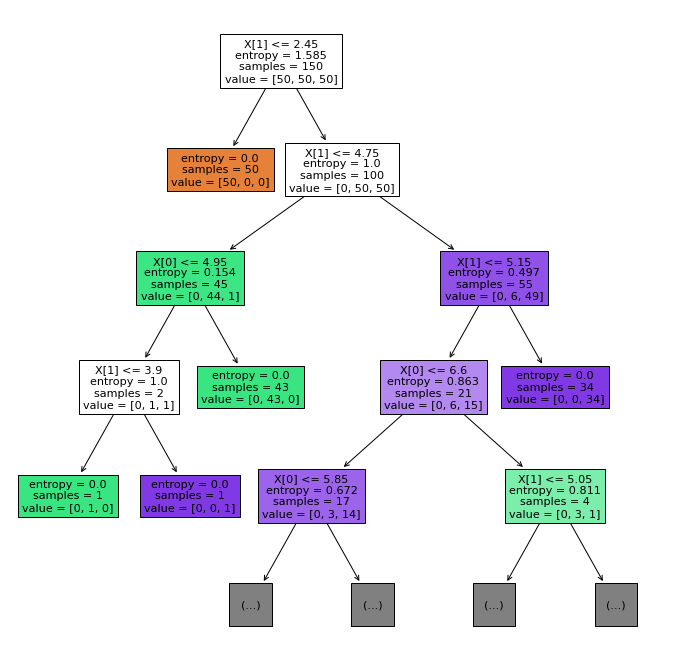 X[1] <= 2.45
entropy = 1.585
samples = 150
value = [50, 50, 50]
entropy = 0.0
samples = 50
value = [50, 0, 0]
X[1] <= 4.75
entropy = 1.0
samples = 100
value = [0, 50, 50]
X[0] <= 4.95
entropy = 0.154
samples = 45
value = [0, 44, 1]
X[1] <= 5.15
entropy = 0.497
samples = 55
value = [0, 6, 49]
X[1] <= 3.9
entropy = 1.0
samples = 2
value = [0, 1, 1]
entropy = 0.0
samples = 43
value = [0, 43, 0]
X[0] <= 6.6
entropy = 0.863
samples = 21
value = [0, 6, 15]
entropy = 0.0
samples = 34
value = [0, 0, 34]
entropy = 0.0
samples = 1
value = [0, 1, 0]
entropy = 0.0
samples = 1
value = [0, 0, 1]
X[0] <= 5.85
entropy = 0.672
samples = 17
value = [0, 3, 14]
X[1] <= 5.05
entropy = 0.811
samples = 4
value = [0, 3, 1]
(...)
(...)
(...)
(...)